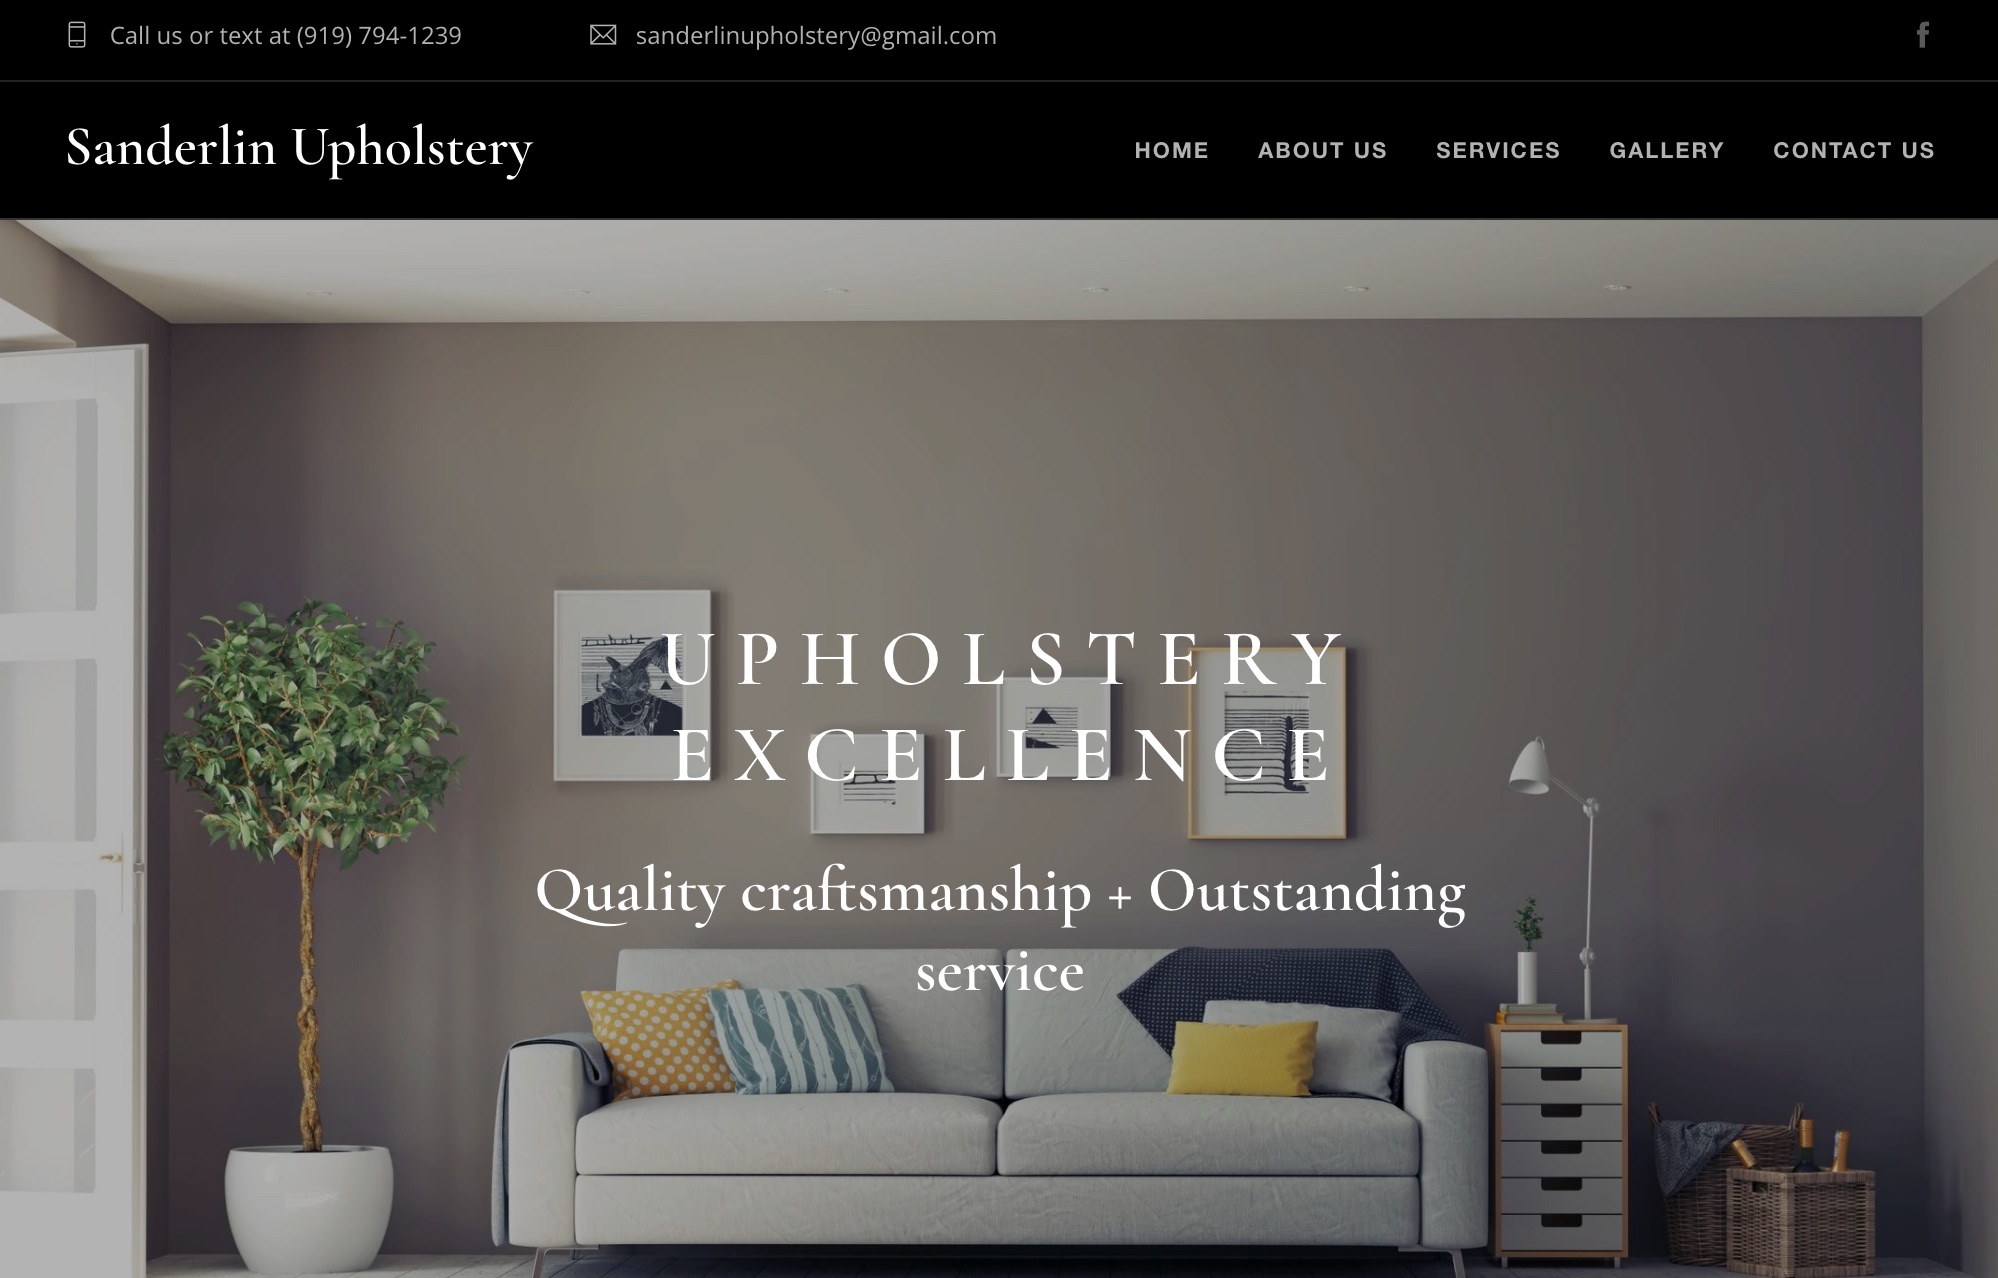 Call us or text at (919) 794-1239
sanderlinupholstery@gmail.com
Sanderlin Upholstery
HOME ABOUT US SERVICES GALLERY CONTACT US
UPHOLSTERY
EXCELLENCE
Quality craftsmanship + Outstanding
service